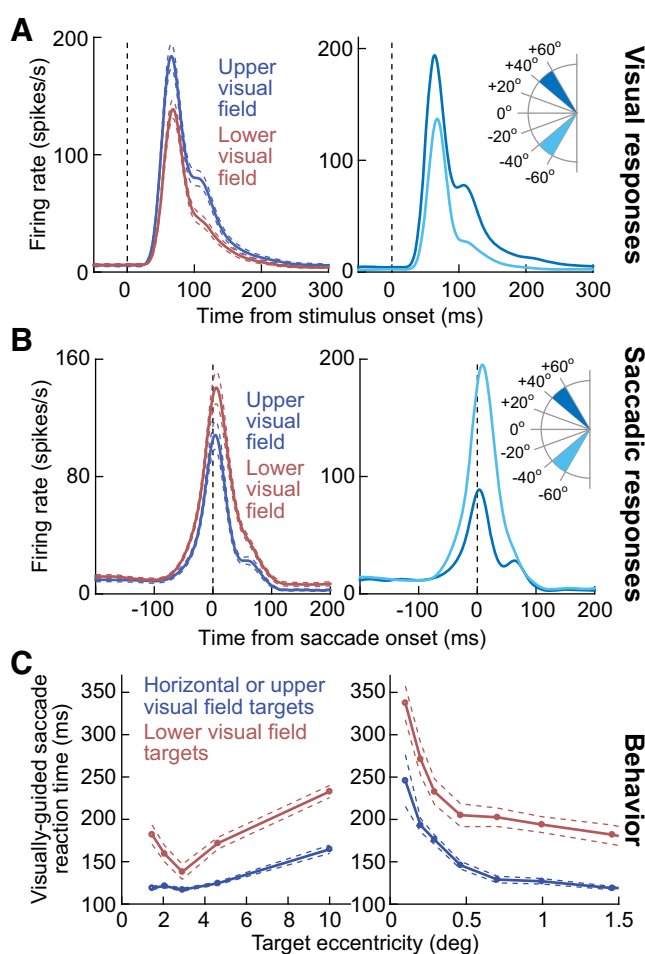 A
Firing rate (spikes/s)
200
100
0
0
100
200
300
Upper
visual
field
Lower
visual
field
200
150
100
50
0
0
100
200
300
+60°
+40°
+20°
0°
-20°
-40°
-60°
Time from stimulus onset (ms)
Visual responses
B
Firing rate (spikes/s)
160
80
0
-100
0
100
200
Upper
visual
field
Lower
visual
field
200
100
0
-100
0
100
200
+60°
+40°
+20°
0°
-20°
-40°
-60°
Time from saccade onset (ms)
Saccadic responses
C
Visually-guided saccade
reaction time (ms)
350
300
250
200
150
100
0
2
4
6
8
10
Horizontal or upper
visual field targets
Lower visual field
targets
350
300
250
200
150
100
0
0.5
1
1.5
Target eccentricity (deg)
Behavior